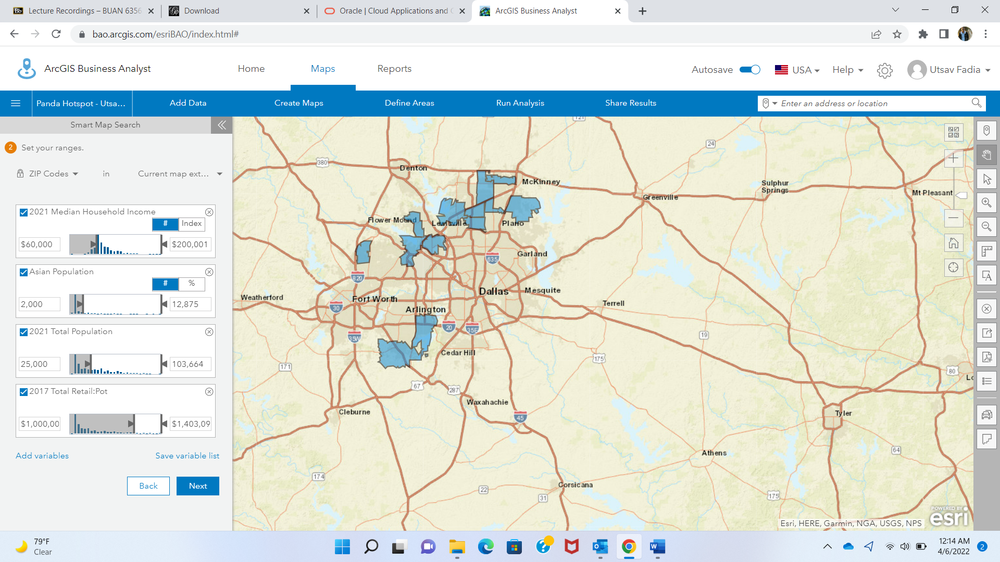 Bb Lecture Recordings – BUAN 6356
Download
Oracle | Cloud Applications and C
ArcGIS Business Analyst
bao.arcgis.com/esriBAO/index.html#
ArcGIS Business Analyst
Home
Maps
Reports
Autosave
USA
Help
Utsav Fadia
Panda Hotspot - Utsa...
Add Data
Create Maps
Define Areas
Run Analysis
Share Results
Enter an address or location
Smart Map Search
2 Set your ranges.
ZIP Codes in Current map ext...
2021 Median Household Income
# Index
$60,000 $200,001
Asian Population
# %
2,000 12,875
2021 Total Population
25,000 103,664
2017 Total Retail:Pot
$1,000,00 $1,403,09
Add variables
Save variable list
Back
Next
121
24
380
Denton
McKinney
Sulphur
Springs
Mt Pleasant
Greenville
Flower Mound
Lewisville
Plano
Garland
635
820
Dallas
Mesquite
Weatherford
Fort Worth
30
Arlington
Terrell
20
35E
35W
19
Cedar Hill
175
171
80
Lo
67
287
Waxahachie
Cleburne
45
Tyler
Athens
64
174
22
31
Corsicana
175
POWERED BY
esri
Esri, HERE, Garmin, NGA, USGS, NPS
79°F
Clear
12:14 AM
4/6/2022
2